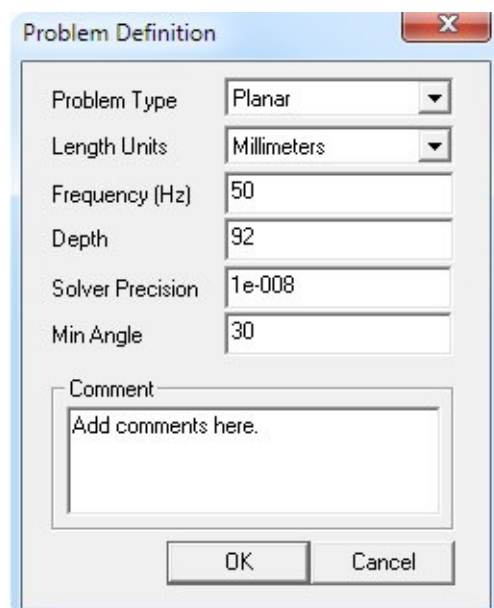 Problem Definition
X
Problem Type Planar
Length Units Millimeters
Frequency (Hz) 50
Depth 92
Solver Precision 1e-008
Min Angle 30
Comment
Add comments here.
OK Cancel